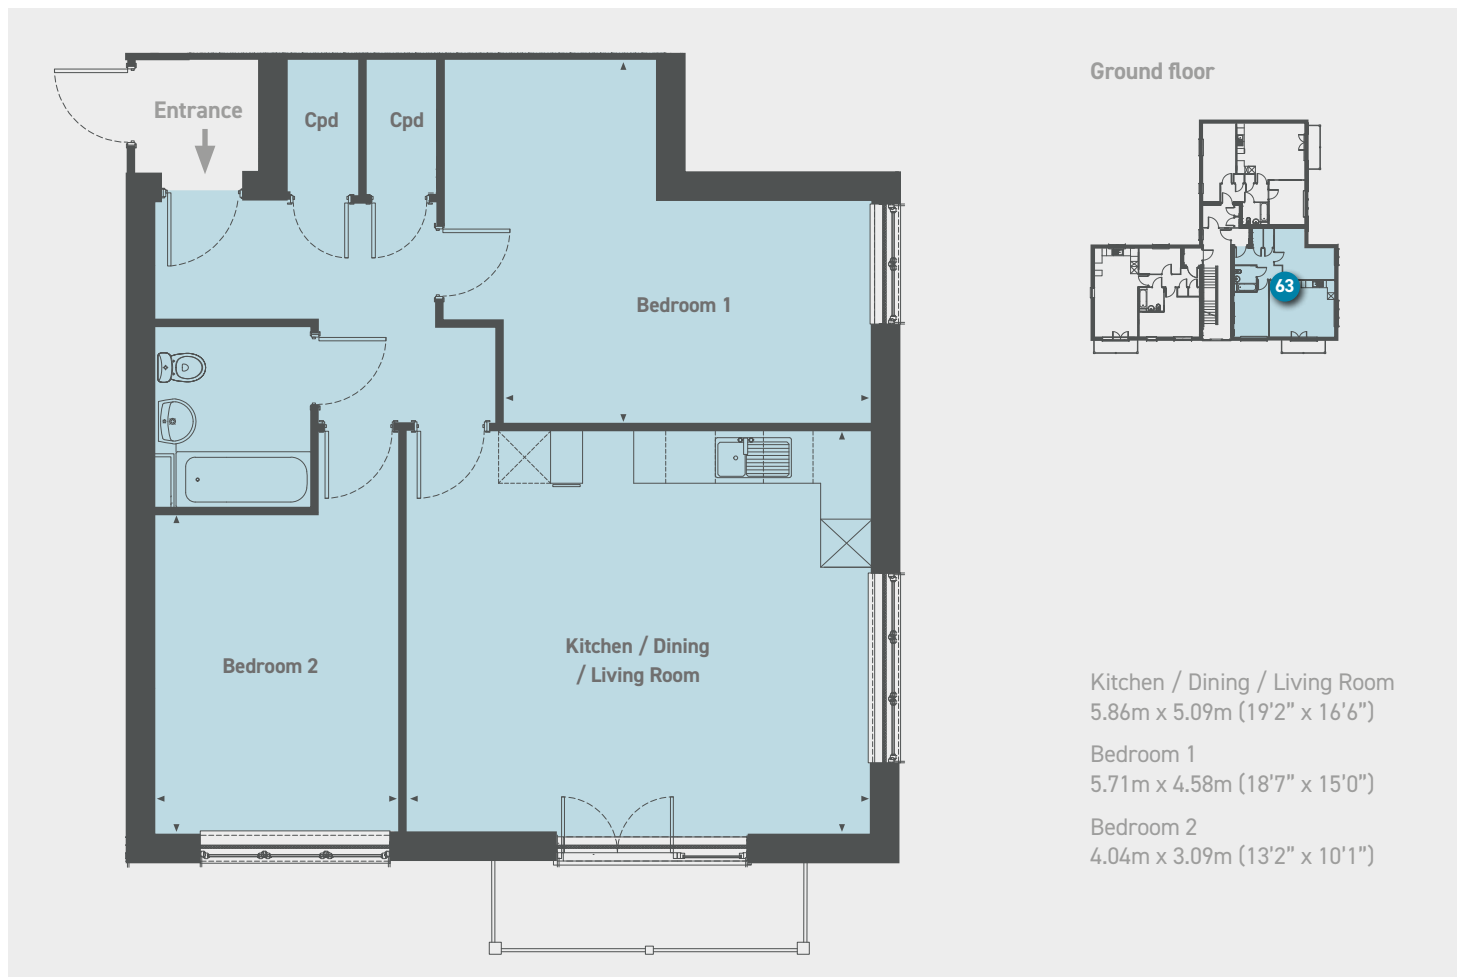 Entrance
Cpd
Cpd
Bedroom 1
Bedroom 2
Kitchen / Dining
/ Living Room
Ground floor
63
Kitchen / Dining / Living Room
5.86m x 5.09m (19’2” x 16’6”)
Bedroom 1
5.71m x 4.58m (18’7” x 15’0”)
Bedroom 2
4.04m x 3.09m (13’2” x 10’1”)